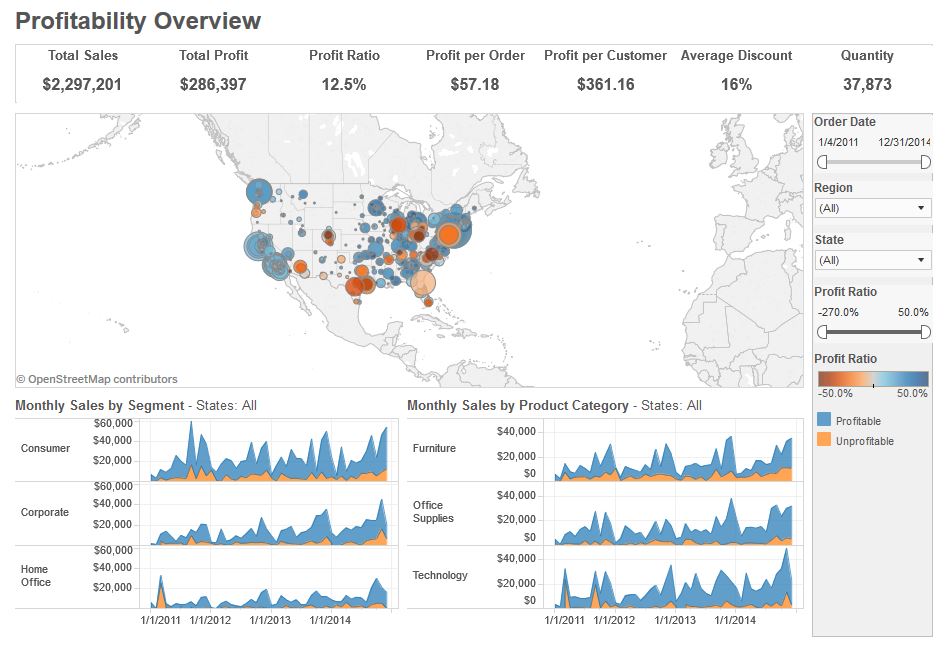 Profitability Overview
Total Sales Total Profit Profit Ratio Profit per Order Profit per Customer Average Discount Quantity
$2,297,201 $286,397 12.5% $57.18 $361.16 16% 37,873
Order Date
1/4/2011 12/31/2014
Region
(All)
State
(All)
Profit Ratio
-270.0% 50.0%
Profit Ratio
-50.0% 50.0%
Profitable
Unprofitable
© OpenStreetMap contributors
Monthly Sales by Segment - States: All
Consumer
$60,000
$40,000
$20,000
Corporate
$60,000
$40,000
$20,000
Home
Office
$60,000
$40,000
$20,000
1/1/2011 1/1/2012 1/1/2013 1/1/2014
Monthly Sales by Product Category - States: All
Furniture
$40,000
$20,000
$0
Office
Supplies
$40,000
$20,000
$0
Technology
$40,000
$20,000
$0
1/1/2011 1/1/2012 1/1/2013 1/1/2014